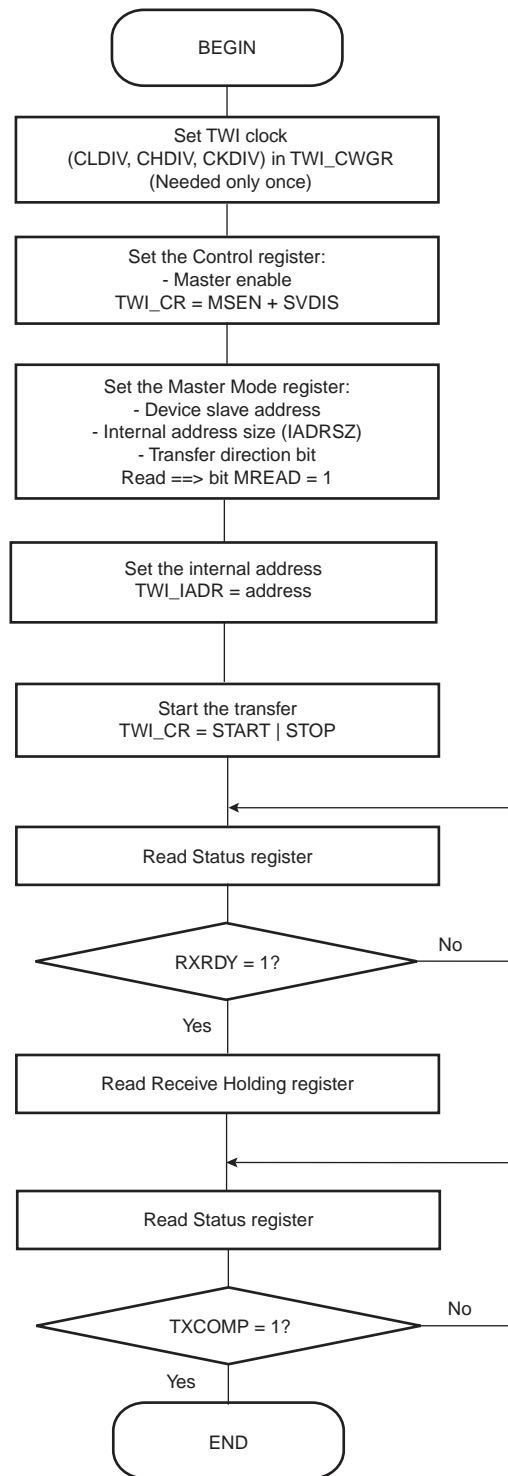 BEGIN
Set TWI clock
(CLDIV, CHDIV, CKDIV) in TWI_CWGR
(Needed only once)
Set the Control register:
- Master enable
TWI_CR = MSEN + SVDIS
Set the Master Mode register:
- Device slave address
- Internal address size (IADRSZ)
- Transfer direction bit
Read ==> bit MREAD = 1
Set the internal address
TWI_IADR = address
Start the transfer
TWI_CR = START | STOP
Read Status register
RXRDY = 1?
No
Yes
Read Receive Holding register
Read Status register
TXCOMP = 1?
No
Yes
END